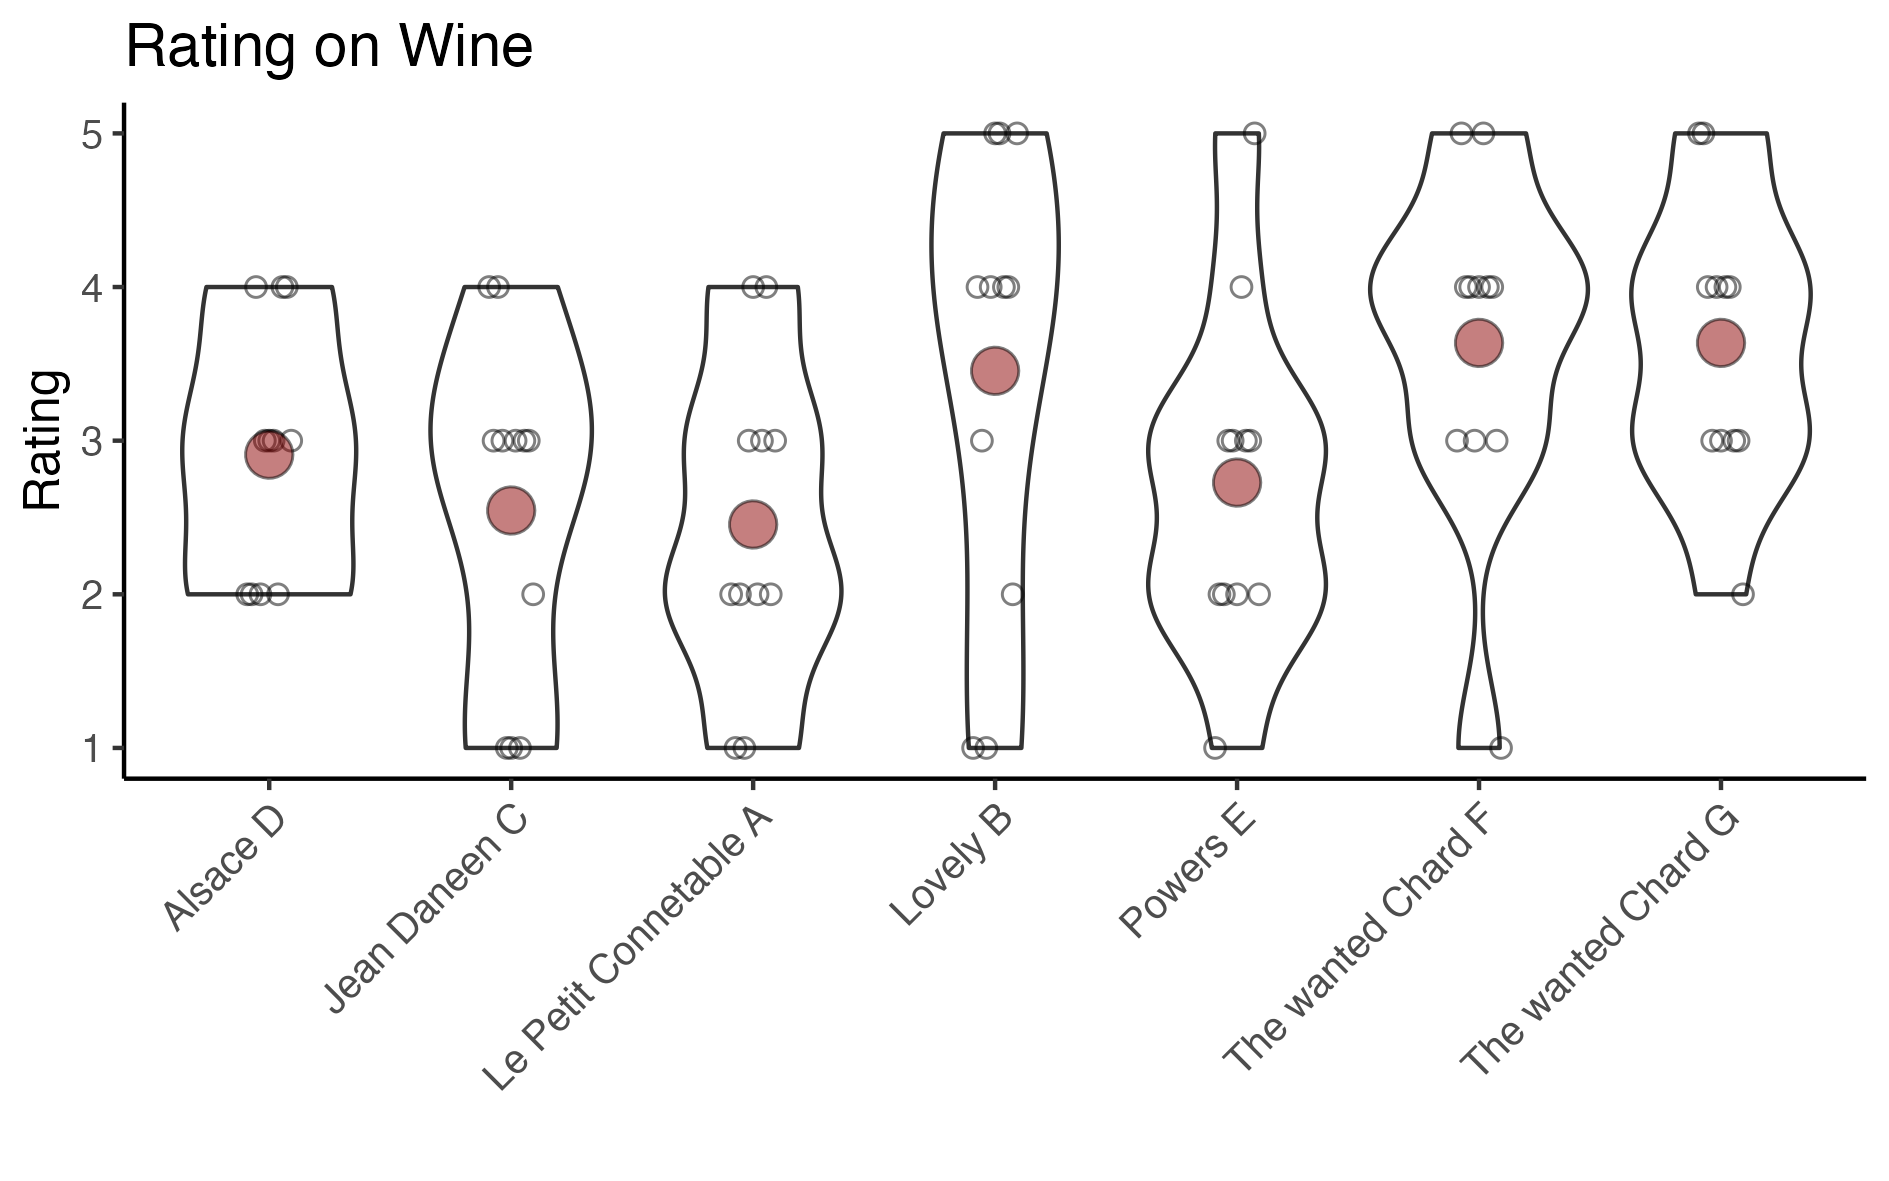 Rating on Wine
Rating
5
4
3
2
1
Alsace D
Jean Daneen C
Le Petit Connetable A
Lovely B
Powers E
The wanted Chard F
The wanted Chard G